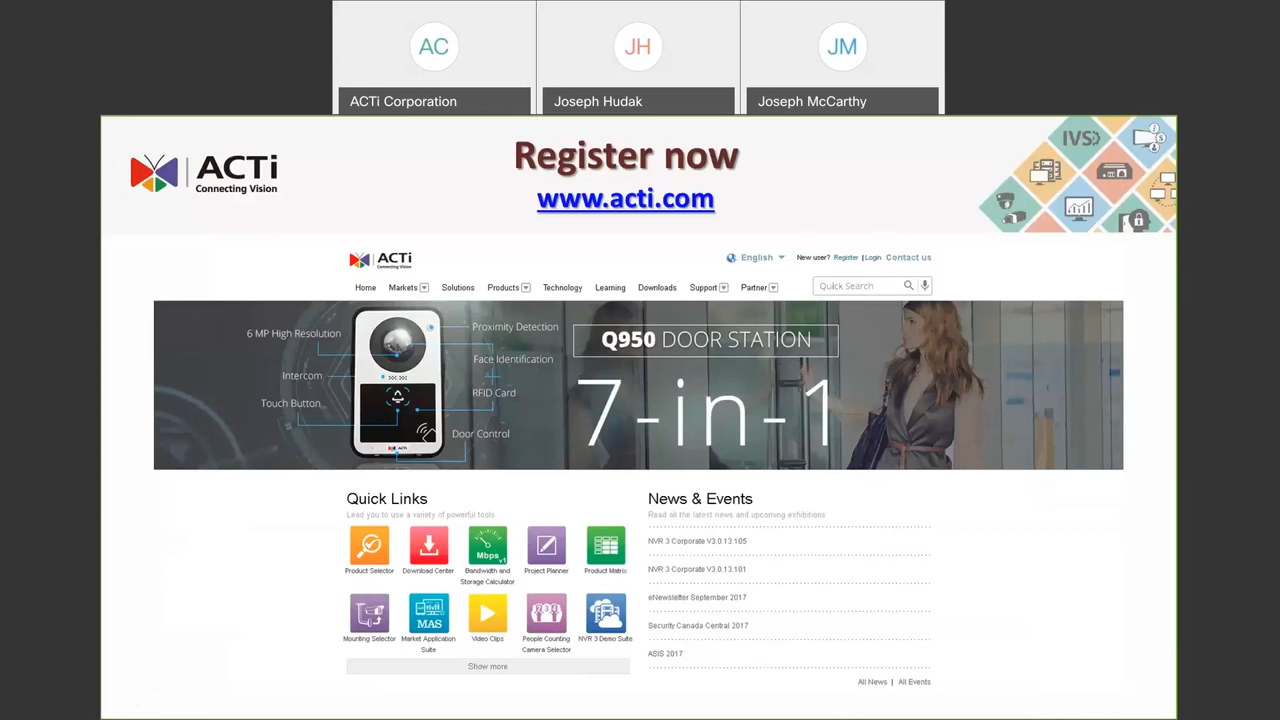 AC
JH
JM
ACTi Corporation
Joseph Hudak
Joseph McCarthy
ACTi
Connecting Vision
Register now
www.acti.com
IVS
ACTi
Connecting Vision
English
New user? Register | Login Contact us
Home Markets Solutions Products Technology Learning Downloads Support Partner
Quick Search
6 MP High Resolution
Intercom
Touch Button
Proximity Detection
Face Identification
RFID Card
Door Control
ACTi
Q950 DOOR STATION
7-in-1
Quick Links
Lead you to use a variety of powerful tools
Mbps
Product Selector
Download Center
Bandwidth and
Storage Calculator
Project Planner
Product Matrix
MAS
Mounting Selector
Market Application
Suite
Video Clips
People Counting
Camera Selector
NVR 3 Demo Suite
Show more
News & Events
Read all the latest news and upcoming exhibitions
NVR 3 Corporate V3.0.13.105
NVR 3 Corporate V3.0.13.101
eNewsletter September 2017
Security Canada Central 2017
ASIS 2017
All News | All Events